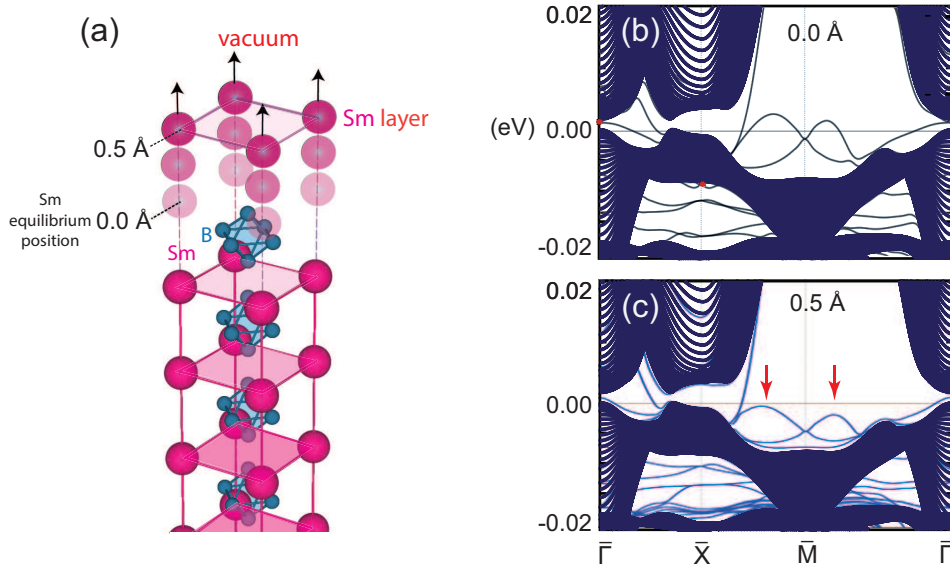 (a)
vacuum
Sm layer
0.5 Å
Sm
equilibrium
position
0.0 Å
B
Sm
(b)
0.02
0.0 Å
(eV)
0.00
-0.02
(c)
0.02
0.5 Å
0.00
-0.02
Γ̄ X̄ M̄ Γ̄